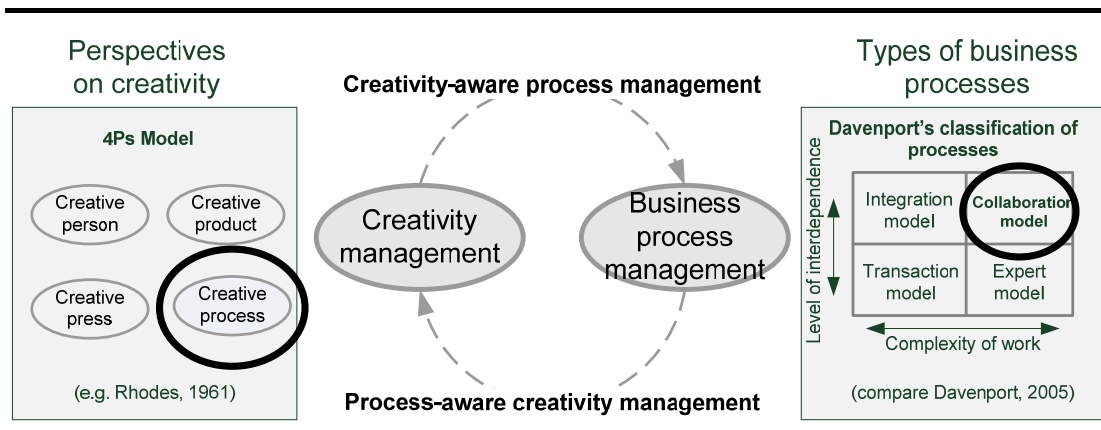 Perspectives
on creativity
4Ps Model
Creative
person
Creative
product
Creative
press
Creative
process
(e.g. Rhodes, 1961)
Creativity-aware process management
Creativity
management
Business
process
management
Process-aware creativity management
Types of business
processes
Davenport's classification of
processes
Level of interdependence
Integration
model
Collaboration
model
Transaction
model
Expert
model
Complexity of work
(compare Davenport, 2005)